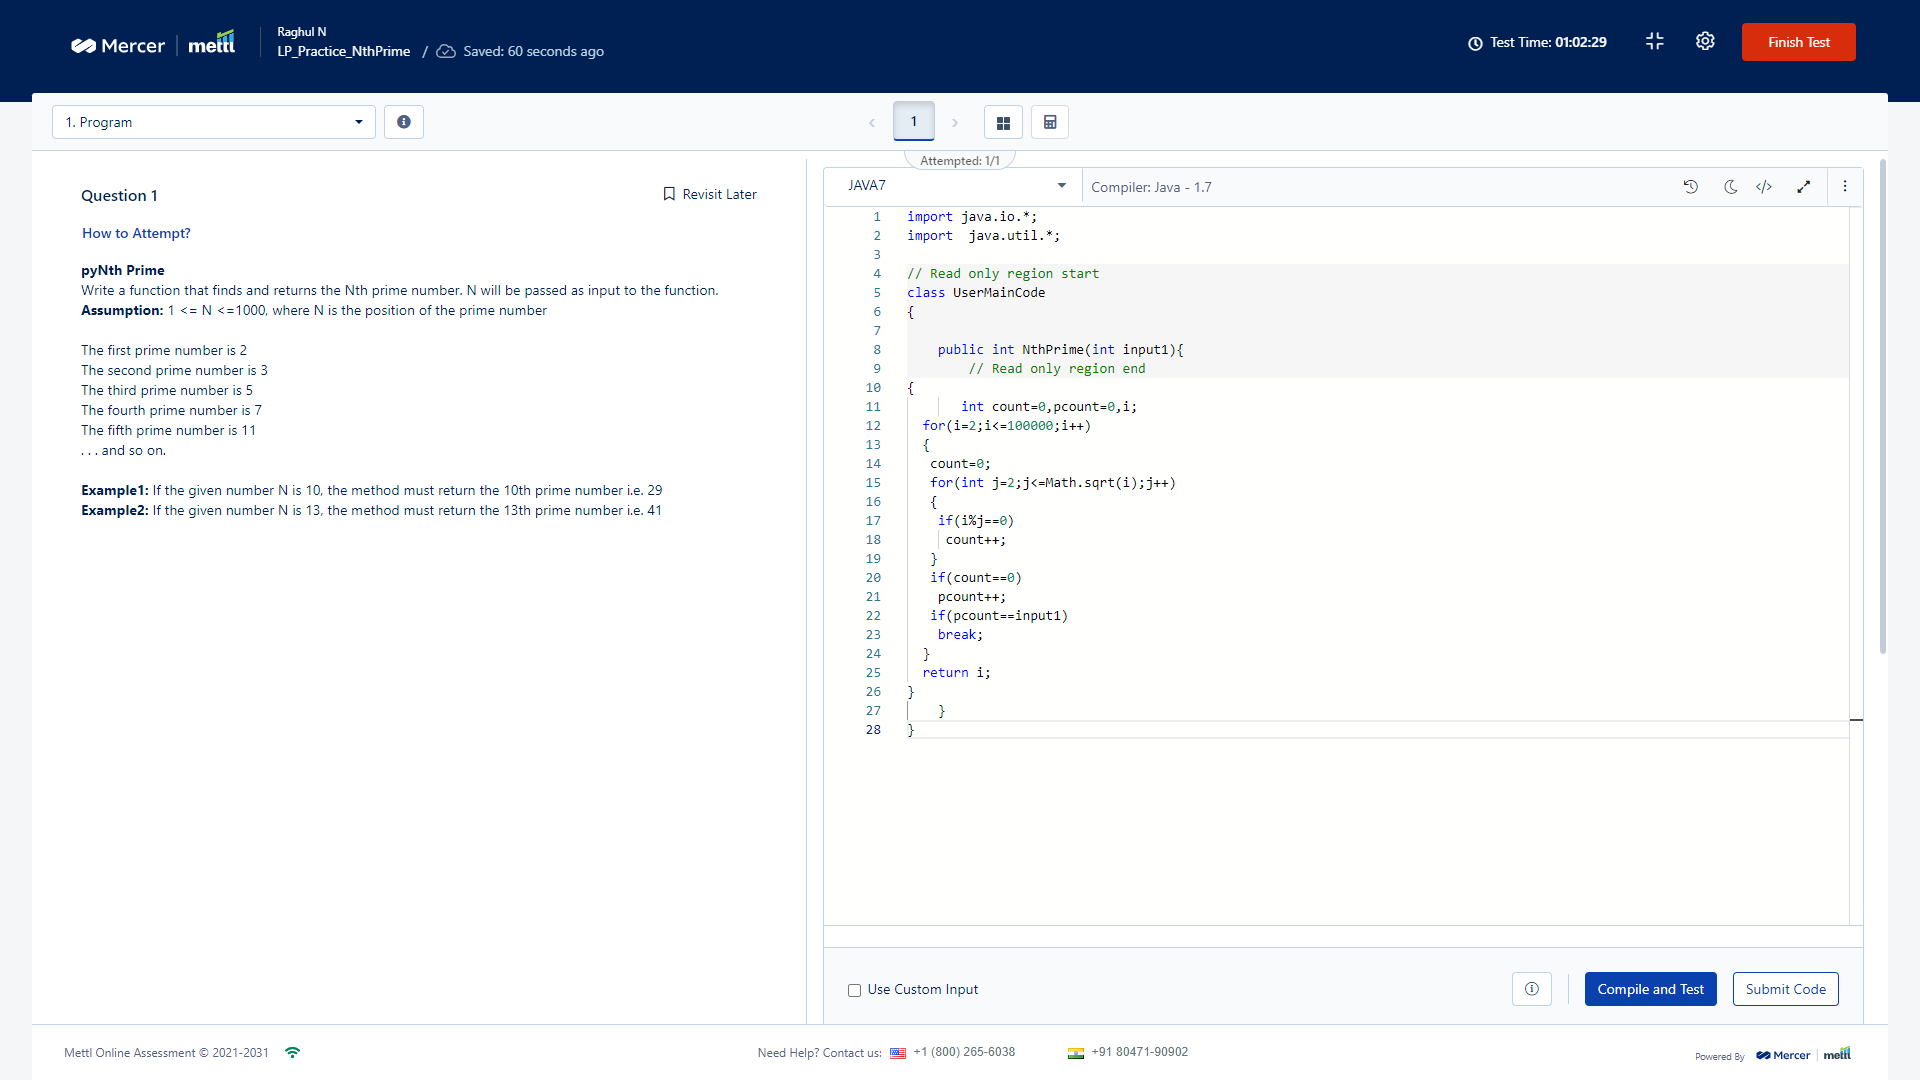 Mercer | mettl
Raghul N
LP_Practice_NthPrime / Saved: 60 seconds ago
Test Time: 01:02:29
Finish Test
1. Program
1
Attempted: 1/1
Question 1
Revisit Later
How to Attempt?
pyNth Prime
Write a function that finds and returns the Nth prime number. N will be passed as input to the function.
Assumption: 1 <= N <=1000, where N is the position of the prime number
The first prime number is 2
The second prime number is 3
The third prime number is 5
The fourth prime number is 7
The fifth prime number is 11
. . . and so on.
Example1: If the given number N is 10, the method must return the 10th prime number i.e. 29
Example2: If the given number N is 13, the method must return the 13th prime number i.e. 41
JAVA7
Compiler: Java - 1.7
1 import java.io.*;
2 import  java.util.*;
3
4 // Read only region start
5 class UserMainCode
6 {
7
8     public int NthPrime(int input1){
9         // Read only region end
10 {
11        int count=0,pcount=0,i;
12   for(i=2;i<=100000;i++)
13   {
14    count=0;
15    for(int j=2;j<=Math.sqrt(i);j++)
16    {
17     if(i%j==0)
18      count++;
19    }
20    if(count==0)
21     pcount++;
22    if(pcount==input1)
23     break;
24   }
25   return i;
26 }
27     }
28 }
Use Custom Input
Compile and Test
Submit Code
Mettl Online Assessment © 2021-2031
Need Help? Contact us: +1 (800) 265-6038
+91 80471-90902
Powered By Mercer | mettl